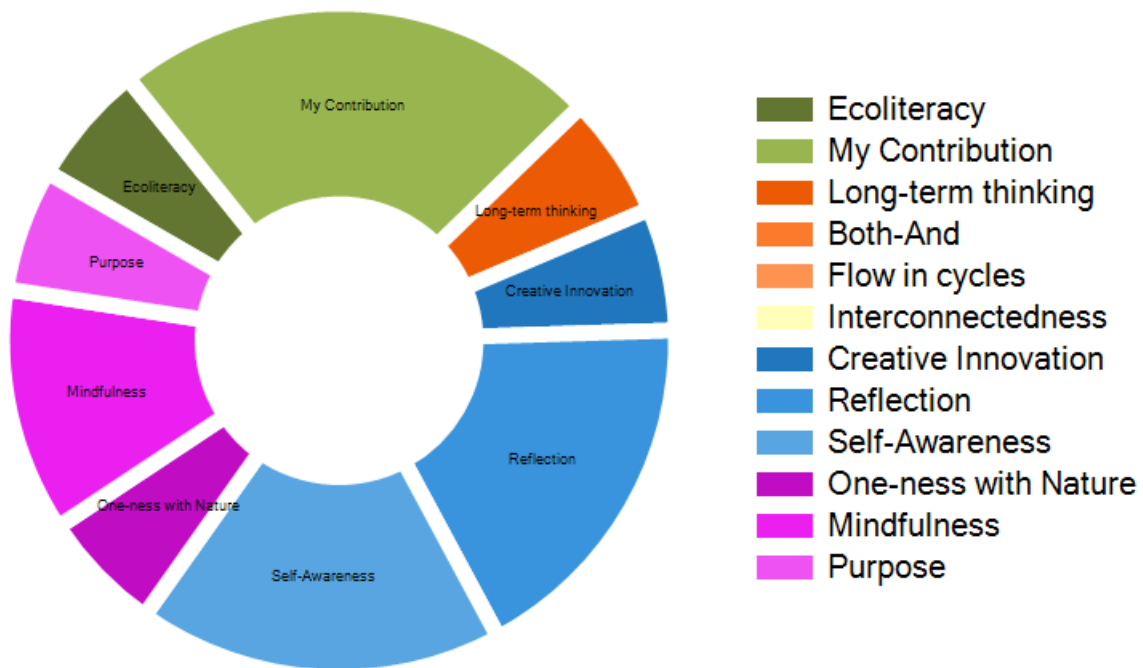 My Contribution
Ecoliteracy
Long-term thinking
Purpose
Creative Innovation
Mindfulness
Reflection
One-ness with Nature
Self-Awareness
Ecoliteracy
My Contribution
Long-term thinking
Both-And
Flow in cycles
Interconnectedness
Creative Innovation
Reflection
Self-Awareness
One-ness with Nature
Mindfulness
Purpose